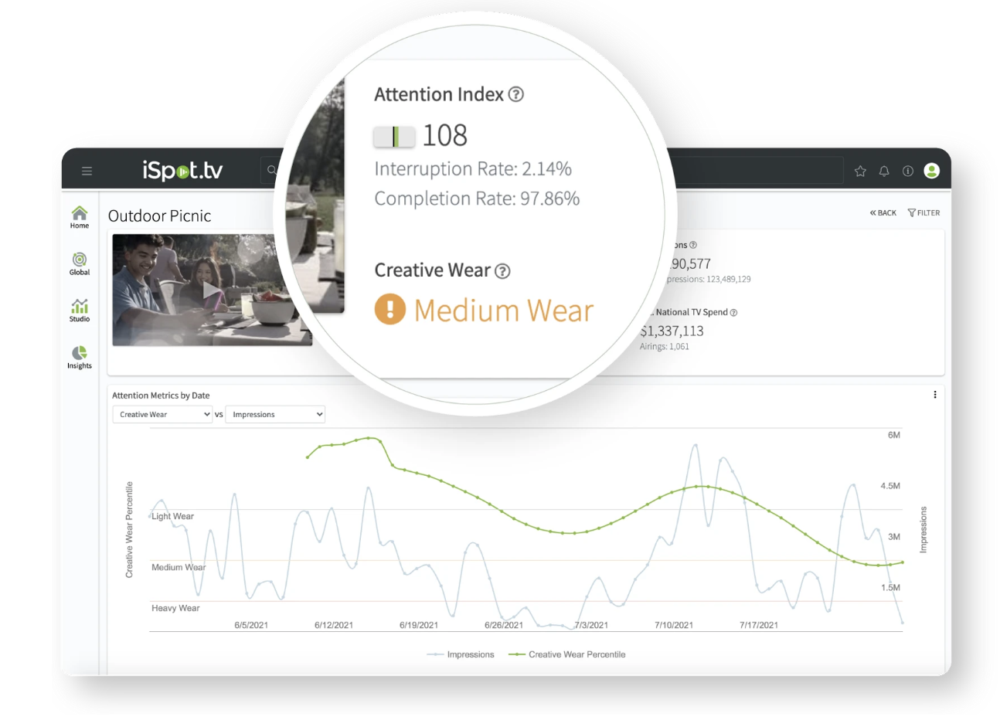 Attention Index ?
108
Interruption Rate: 2.14%
Completion Rate: 97.86%
Creative Wear ?
! Medium Wear
iSpot.tv
Home
Global
Studio
Insights
Outdoor Picnic
« BACK FILTER
ons ?
90,577
pressions: 123,489,129
. National TV Spend ?
$1,337,113
Airings: 1,061
Attention Metrics by Date
Creative Wear vs Impressions
6M
4.5M
3M
1.5M
Creative Wear Percentile
Light Wear
Medium Wear
Heavy Wear
Impressions
6/5/2021 6/12/2021 6/19/2021 6/26/2021 7/3/2021 7/10/2021 7/17/2021
Impressions Creative Wear Percentile